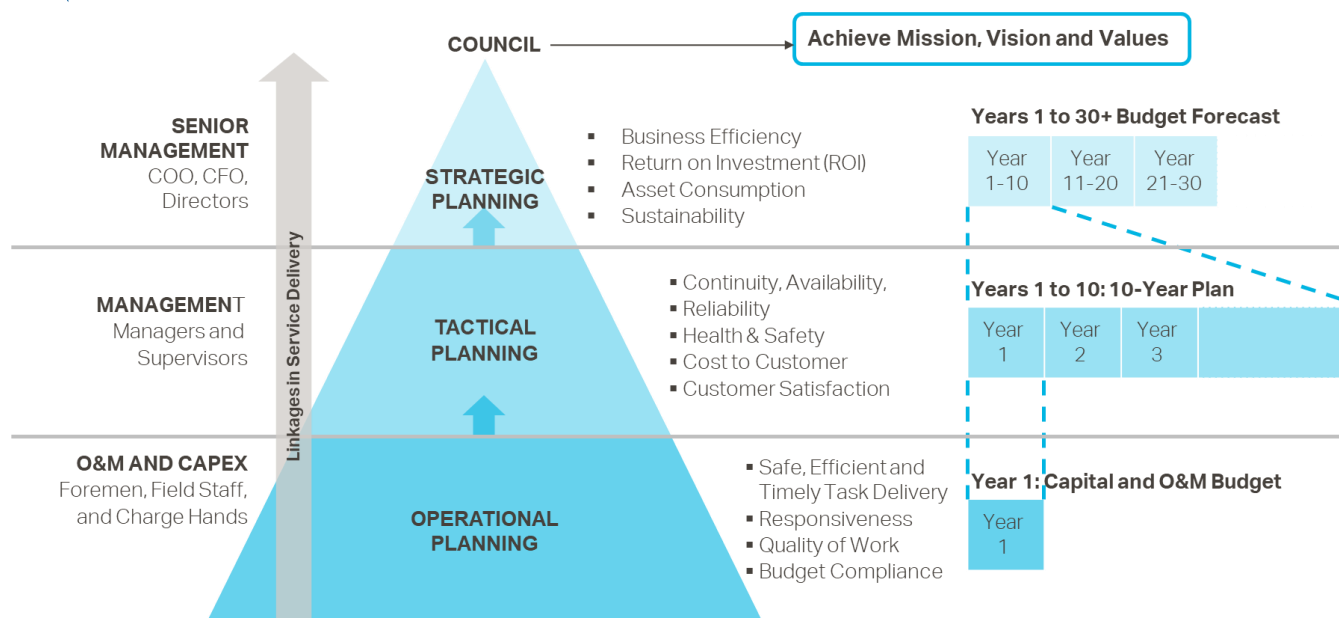 COUNCIL
Achieve Mission, Vision and Values
SENIOR
MANAGEMENT
COO, CFO,
Directors
STRATEGIC
PLANNING
▪ Business Efficiency
▪ Return on Investment (ROI)
▪ Asset Consumption
▪ Sustainability
Years 1 to 30+ Budget Forecast
Year
1-10
Year
11-20
Year
21-30
Linkages in Service Delivery
MANAGEMENT
Managers and
Supervisors
TACTICAL
PLANNING
▪ Continuity, Availability,
▪ Reliability
▪ Health & Safety
▪ Cost to Customer
▪ Customer Satisfaction
Years 1 to 10: 10-Year Plan
Year
1
Year
2
Year
3
O&M AND CAPEX
Foremen, Field Staff,
and Charge Hands
OPERATIONAL
PLANNING
▪ Safe, Efficient and
Timely Task Delivery
▪ Responsiveness
▪ Quality of Work
▪ Budget Compliance
Year 1: Capital and O&M Budget
Year
1